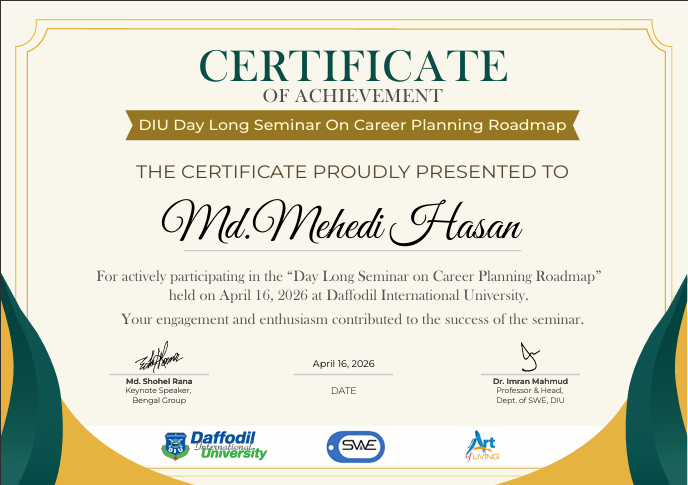 CERTIFICATE
OF ACHIEVEMENT
DIU Day Long Seminar On Career Planning Roadmap
THE CERTIFICATE PROUDLY PRESENTED TO
Md.Mehedi Hasan
For actively participating in the “Day Long Seminar on Career Planning Roadmap”
held on April 16, 2026 at Daffodil International University.
Your engagement and enthusiasm contributed to the success of the seminar.
Md. Shohel Rana
Keynote Speaker,
Bengal Group
April 16, 2026
DATE
Dr. Imran Mahmud
Professor & Head,
Dept. of SWE, DIU
DIU
Daffodil
International
University
SWE
Art
of LIVING